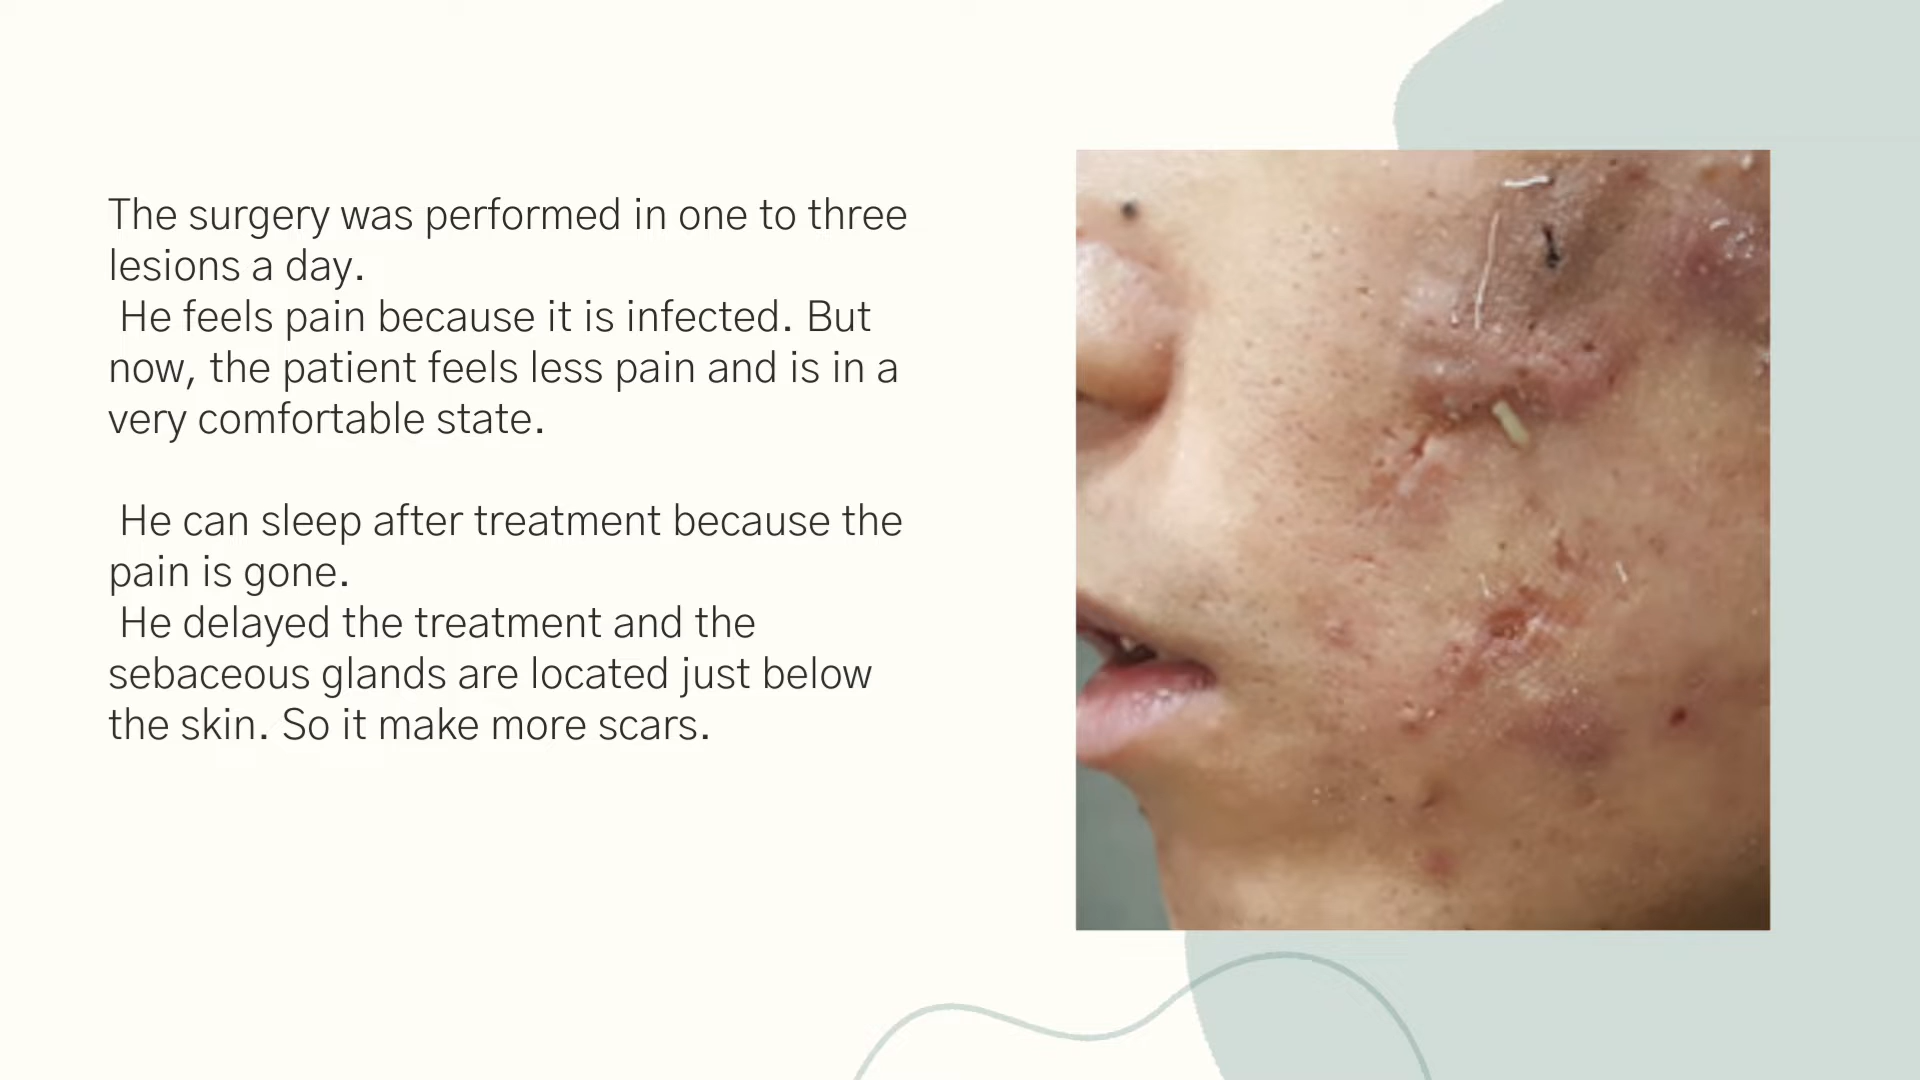 The surgery was performed in one to three
lesions a day.
He feels pain because it is infected. But
now, the patient feels less pain and is in a
very comfortable state.
He can sleep after treatment because the
pain is gone.
He delayed the treatment and the
sebaceous glands are located just below
the skin. So it make more scars.